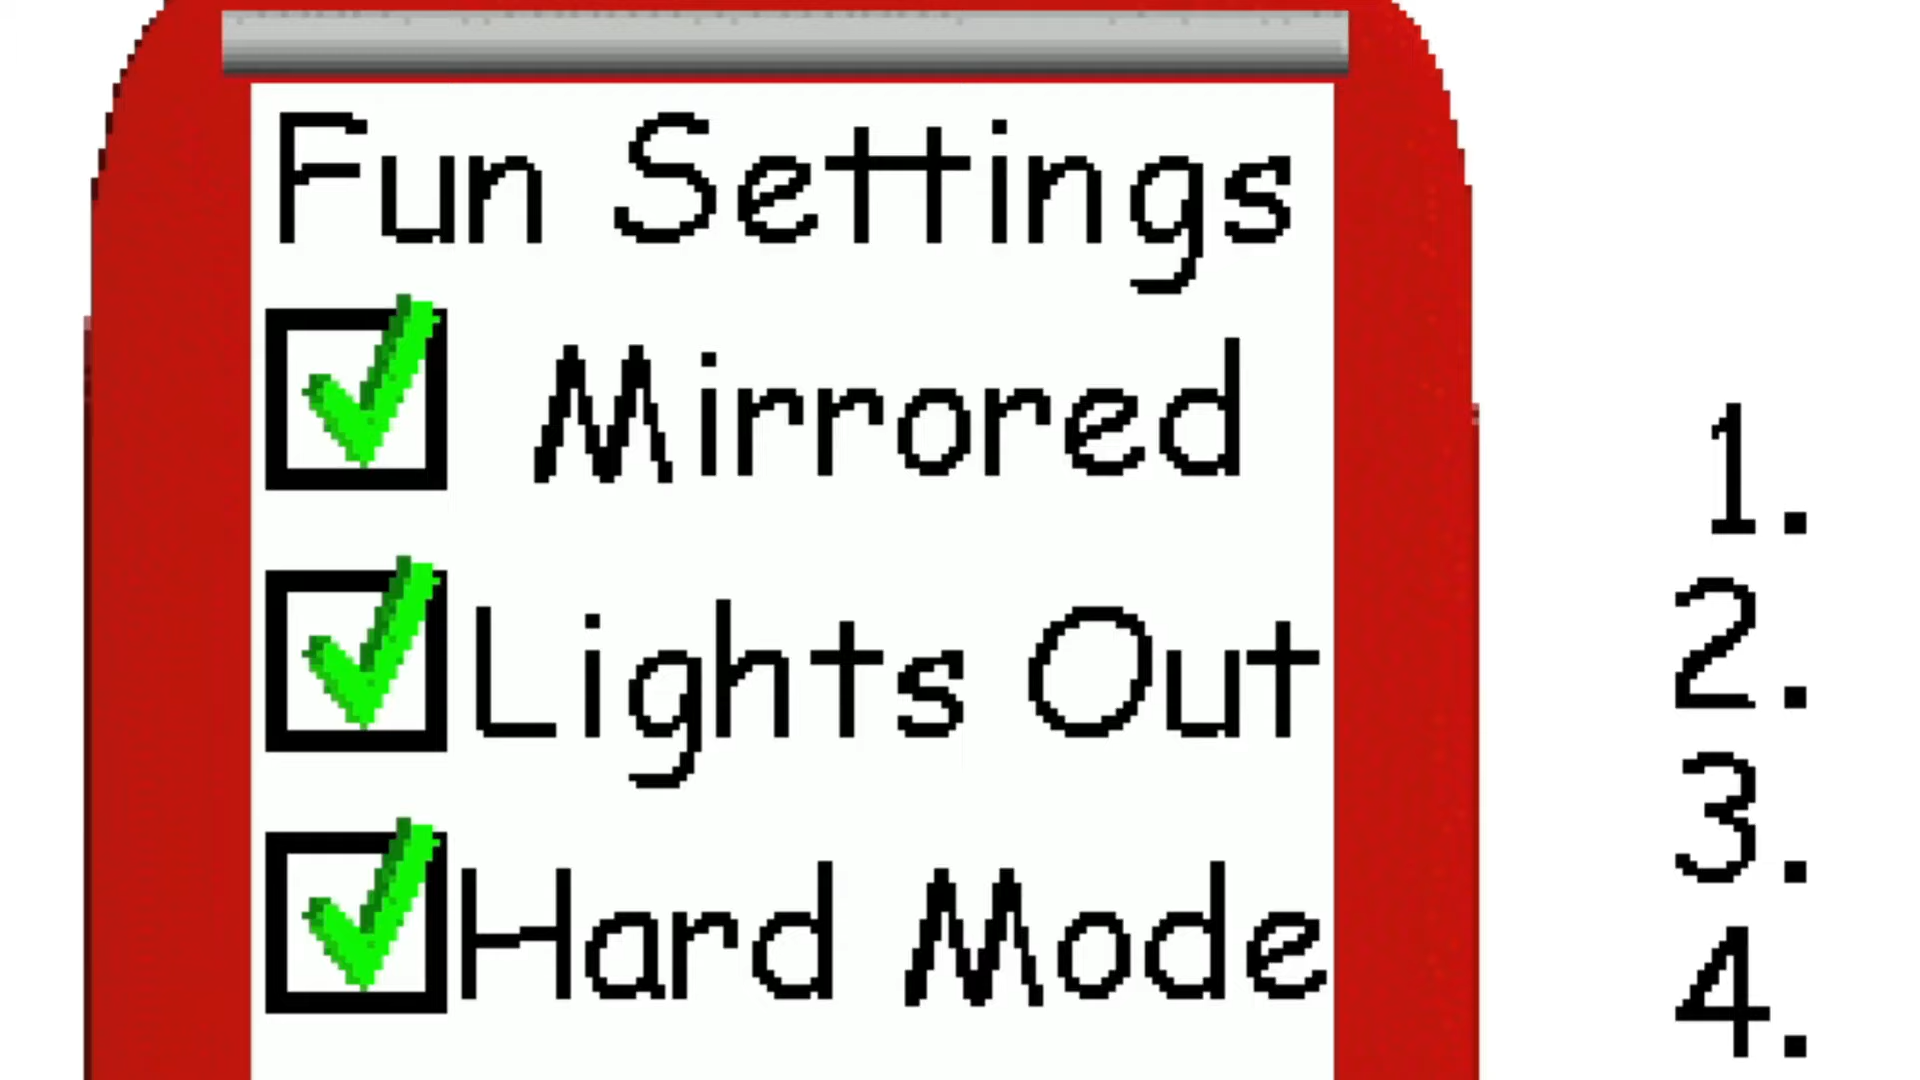 Fun Settings
Mirrored
Lights Out
Hard Mode
1.
2.
3.
4.